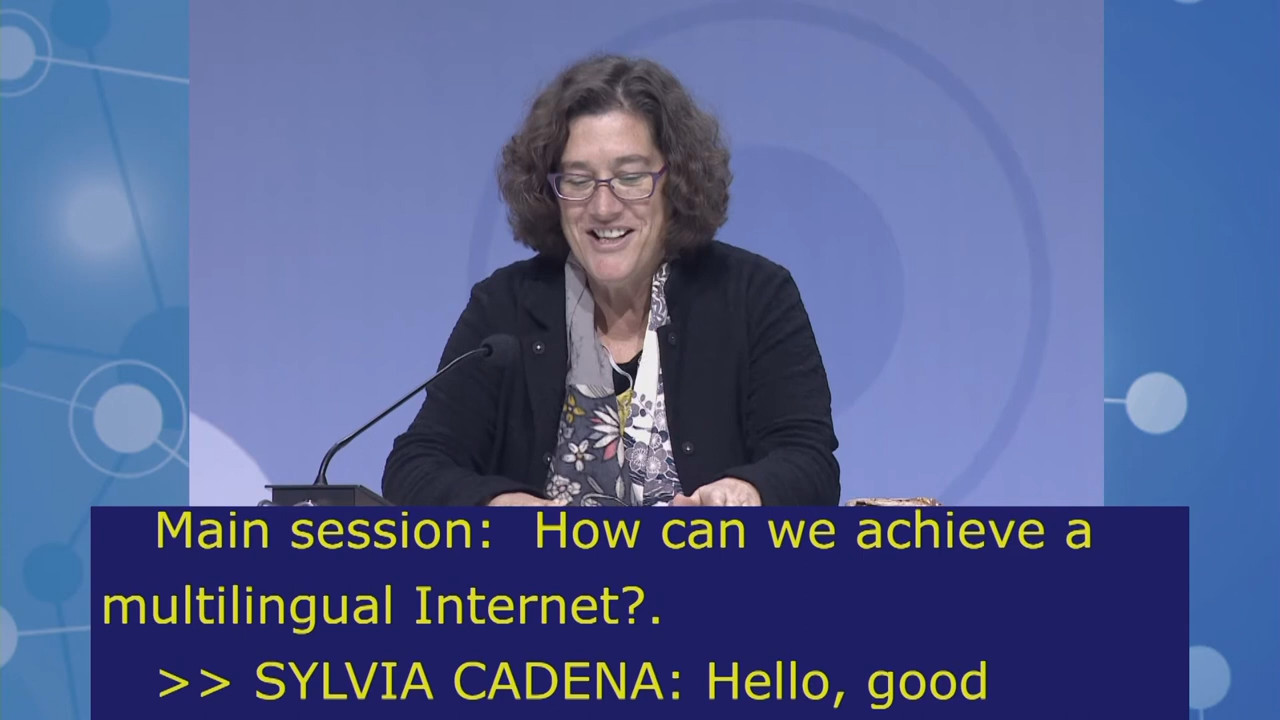 Main session:  How can we achieve a
multilingual Internet?.
>> SYLVIA CADENA: Hello, good